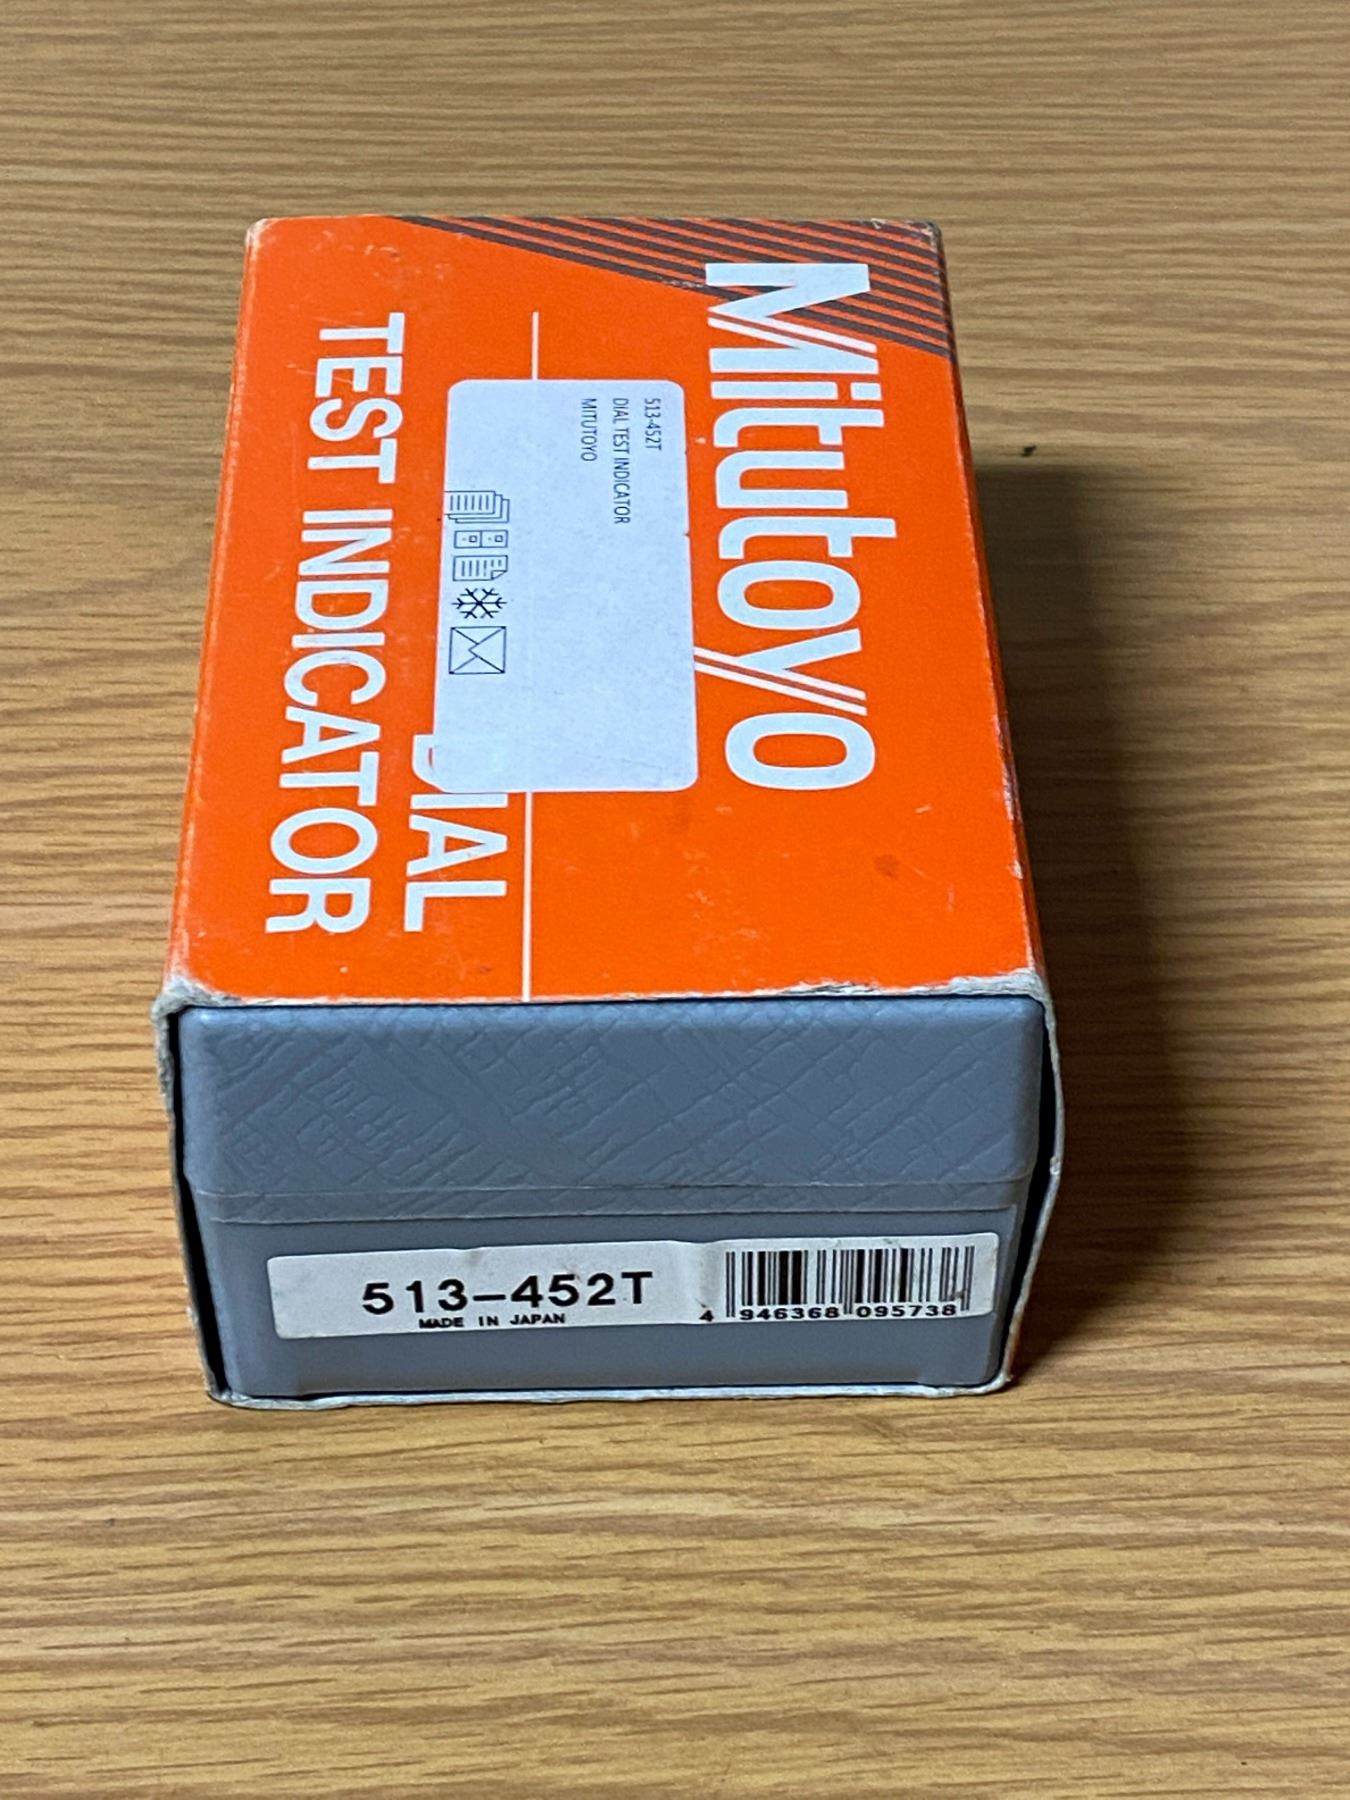 Mitutoyo
513-452T
DIAL TEST INDICATOR
MITUTOYO
DIAL
TEST INDICATOR
513-452T
MADE IN JAPAN
4 946368 095738